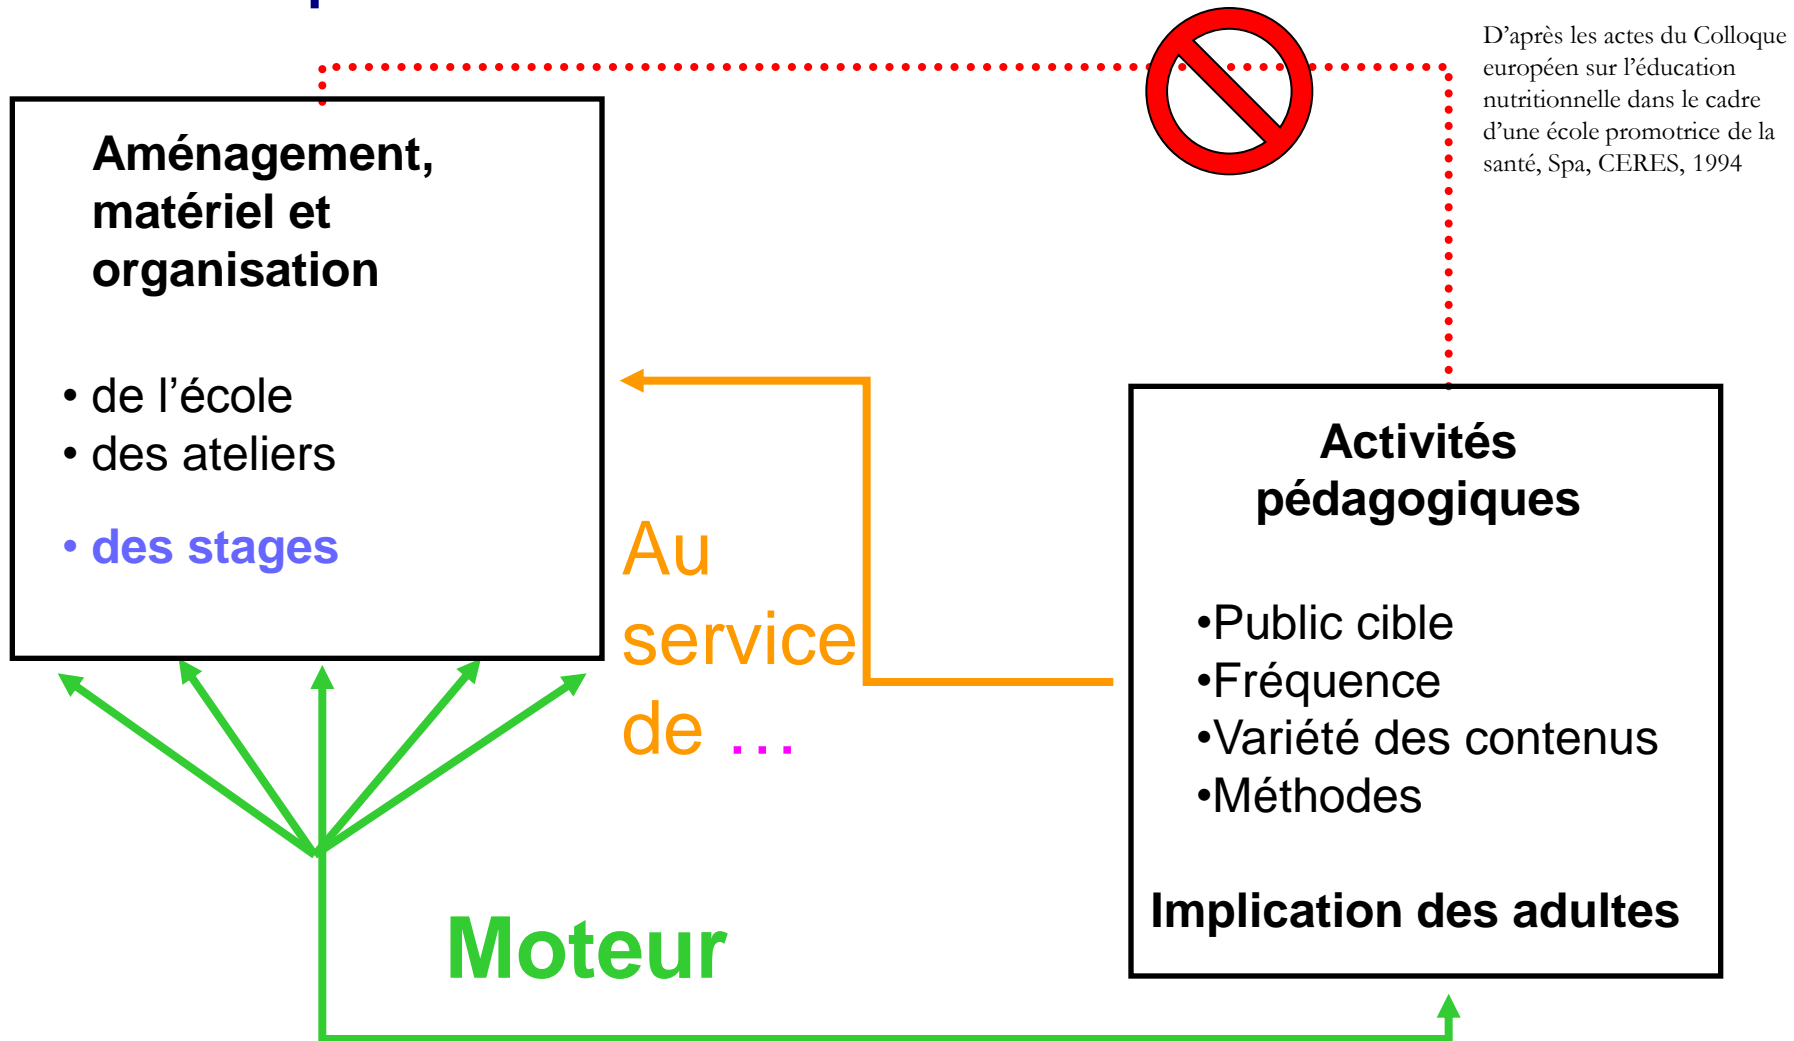 D’après les actes du Colloque
européen sur l’éducation
nutritionnelle dans le cadre
d’une école promotrice de la
santé, Spa, CERES, 1994
Aménagement,
matériel et
organisation
• de l’école
• des ateliers
• des stages
Au
service
de …
Activités
pédagogiques
•Public cible
•Fréquence
•Variété des contenus
•Méthodes
Implication des adultes
Moteur